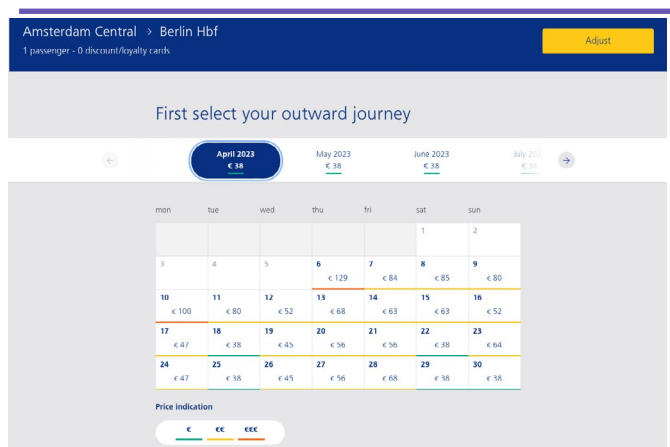 Amsterdam Central > Berlin Hbf
1 passenger - 0 discount/loyalty cards
Adjust
First select your outward journey
April 2023 May 2023 June 2023 July
€ 38 € 38 € 38 € 38
mon tue wed thu fri sat sun
1 2
3 4 5 6 7 8 9
€ 129 € 84 € 85 € 80
10 11 12 13 14 15 16
€ 100 € 80 € 52 € 68 € 63 € 63 € 52
17 18 19 20 21 22 23
€ 47 € 38 € 45 € 56 € 56 € 38 € 64
24 25 26 27 28 29 30
€ 47 € 38 € 45 € 56 € 68 € 38 € 38
Price indication
€ €€ €€€